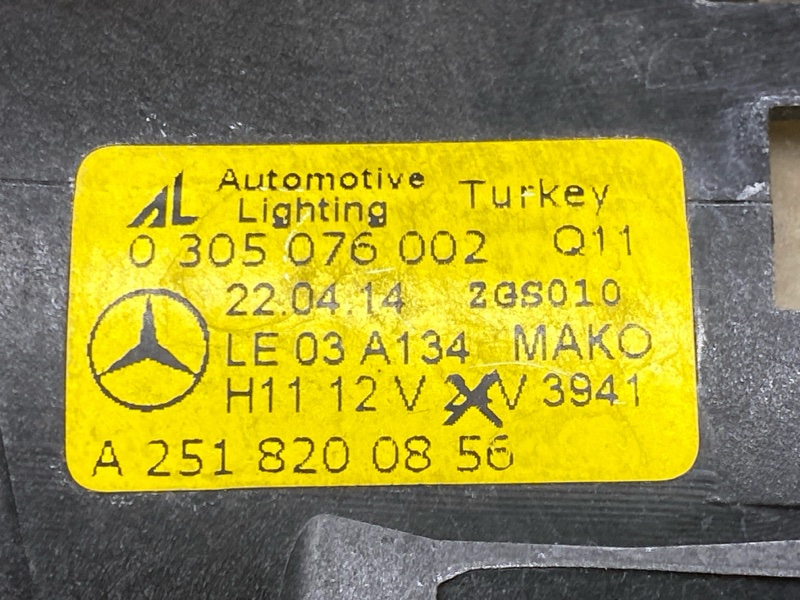 AL Automotive Lighting Turkey
0 305 076 002 Q11
22.04.14 ZGS010
LE 03 A134 MAKO
H11 12 V V 3941
A 251 820 08 56